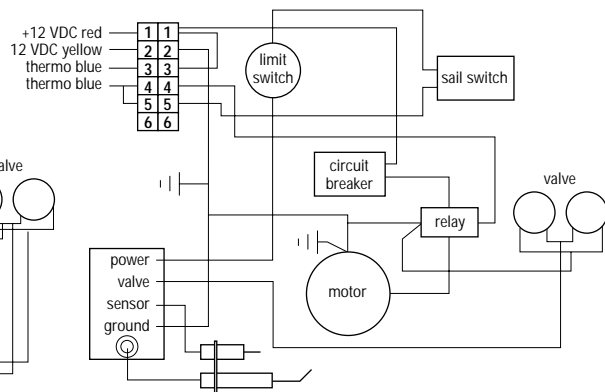 +12 VDC red
12 VDC yellow
thermo blue
thermo blue
1 1
2 2
3 3
4 4
5 5
6 6
limit
switch
sail switch
circuit
breaker
relay
valve
motor
power
valve
sensor
ground